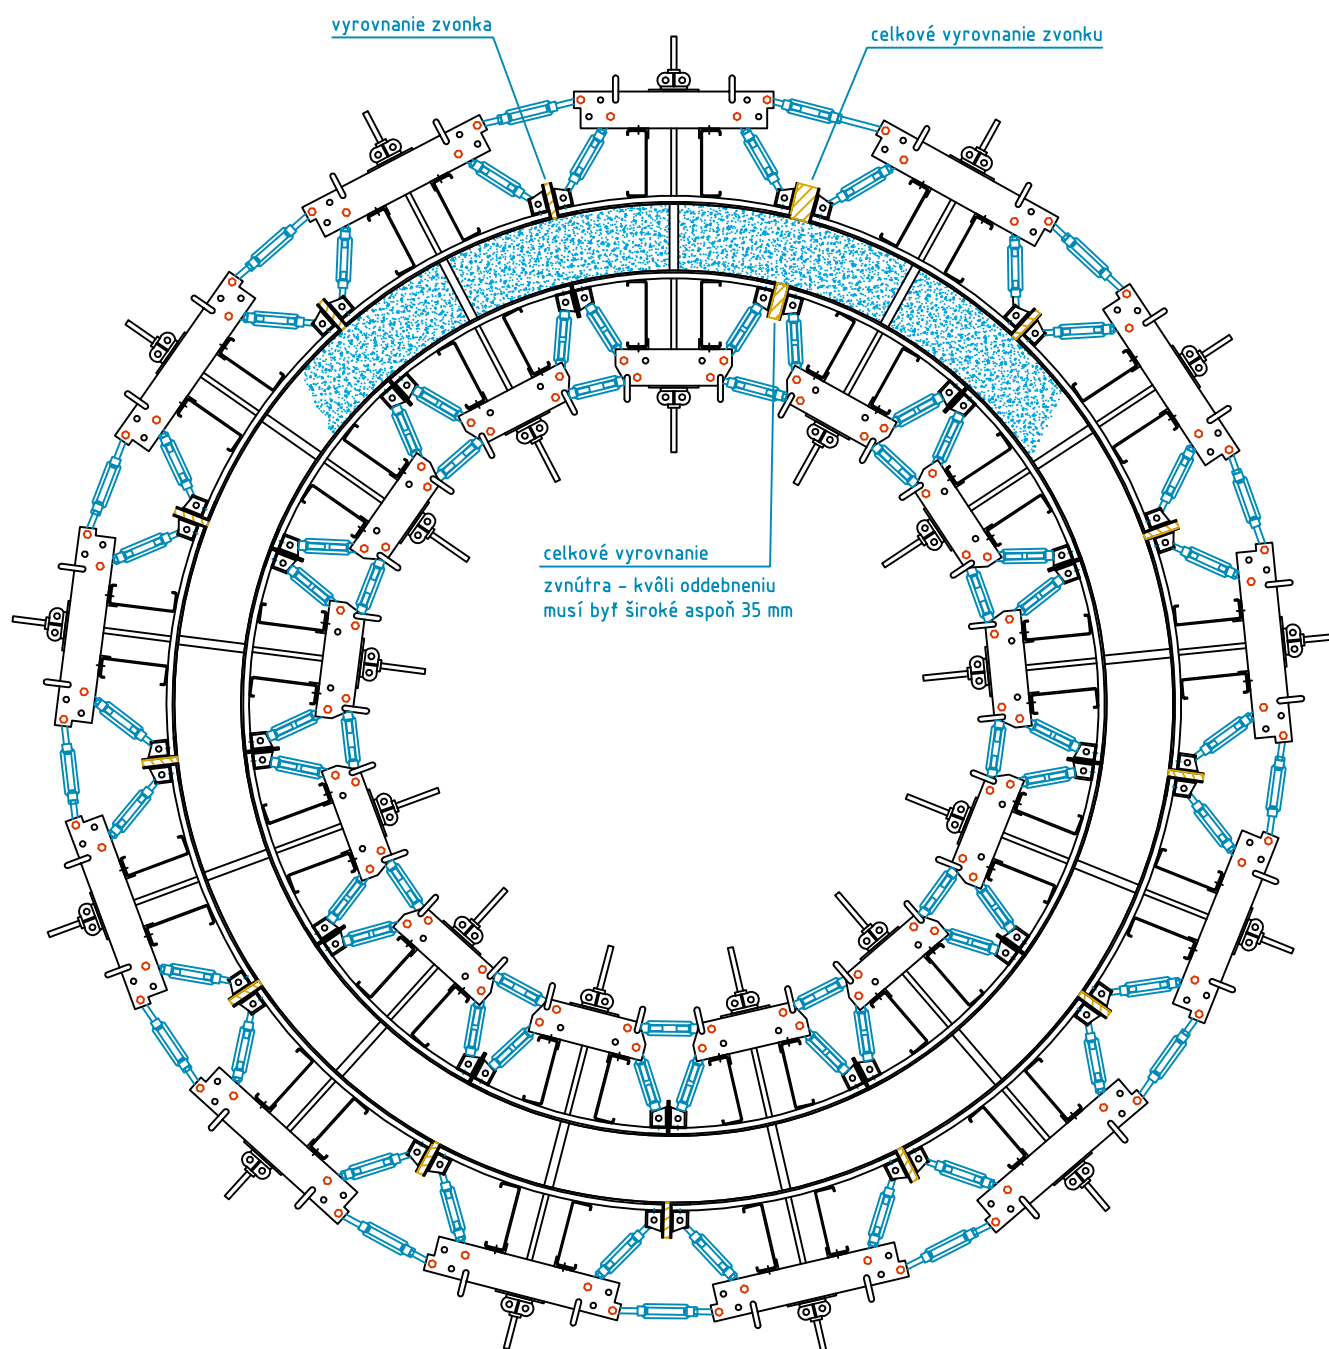 vyrovnanie zvonka
celkové vyrovnanie zvonku
celkové vyrovnanie
zvnútra - kvôli oddebneniu
musí byť široké aspoň 35 mm